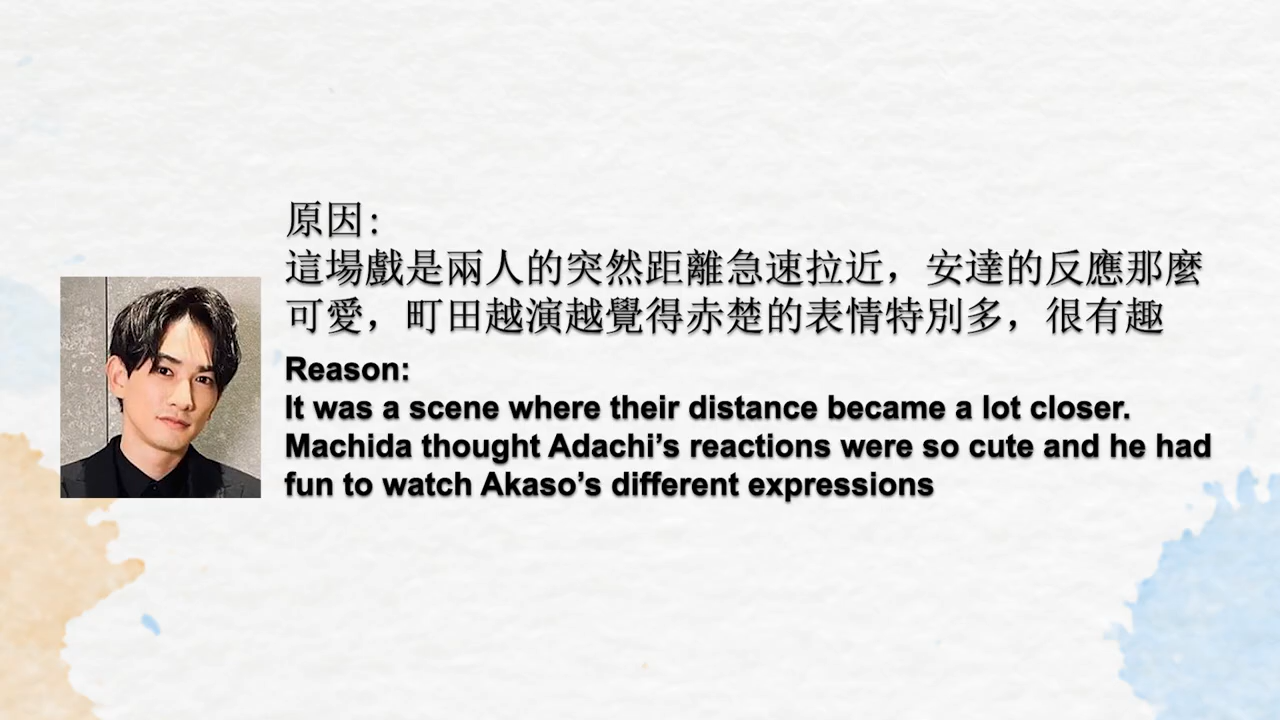 原因:
這場戲是兩人的突然距離急速拉近，安達的反應那麼
可愛，町田越演越覺得赤楚的表情特別多，很有趣
Reason:
It was a scene where their distance became a lot closer.
Machida thought Adachi’s reactions were so cute and he had
fun to watch Akaso’s different expressions